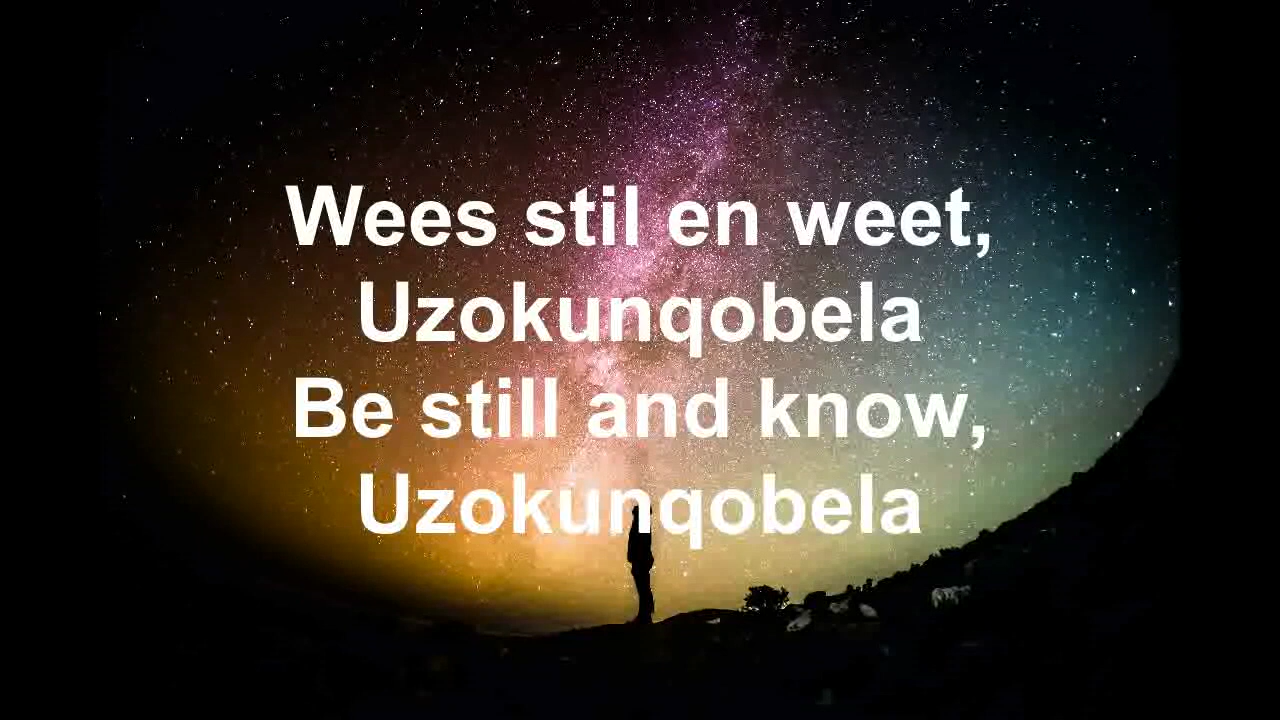 Wees stil en weet,
Uzokunqobela
Be still and know,
Uzokunqobela